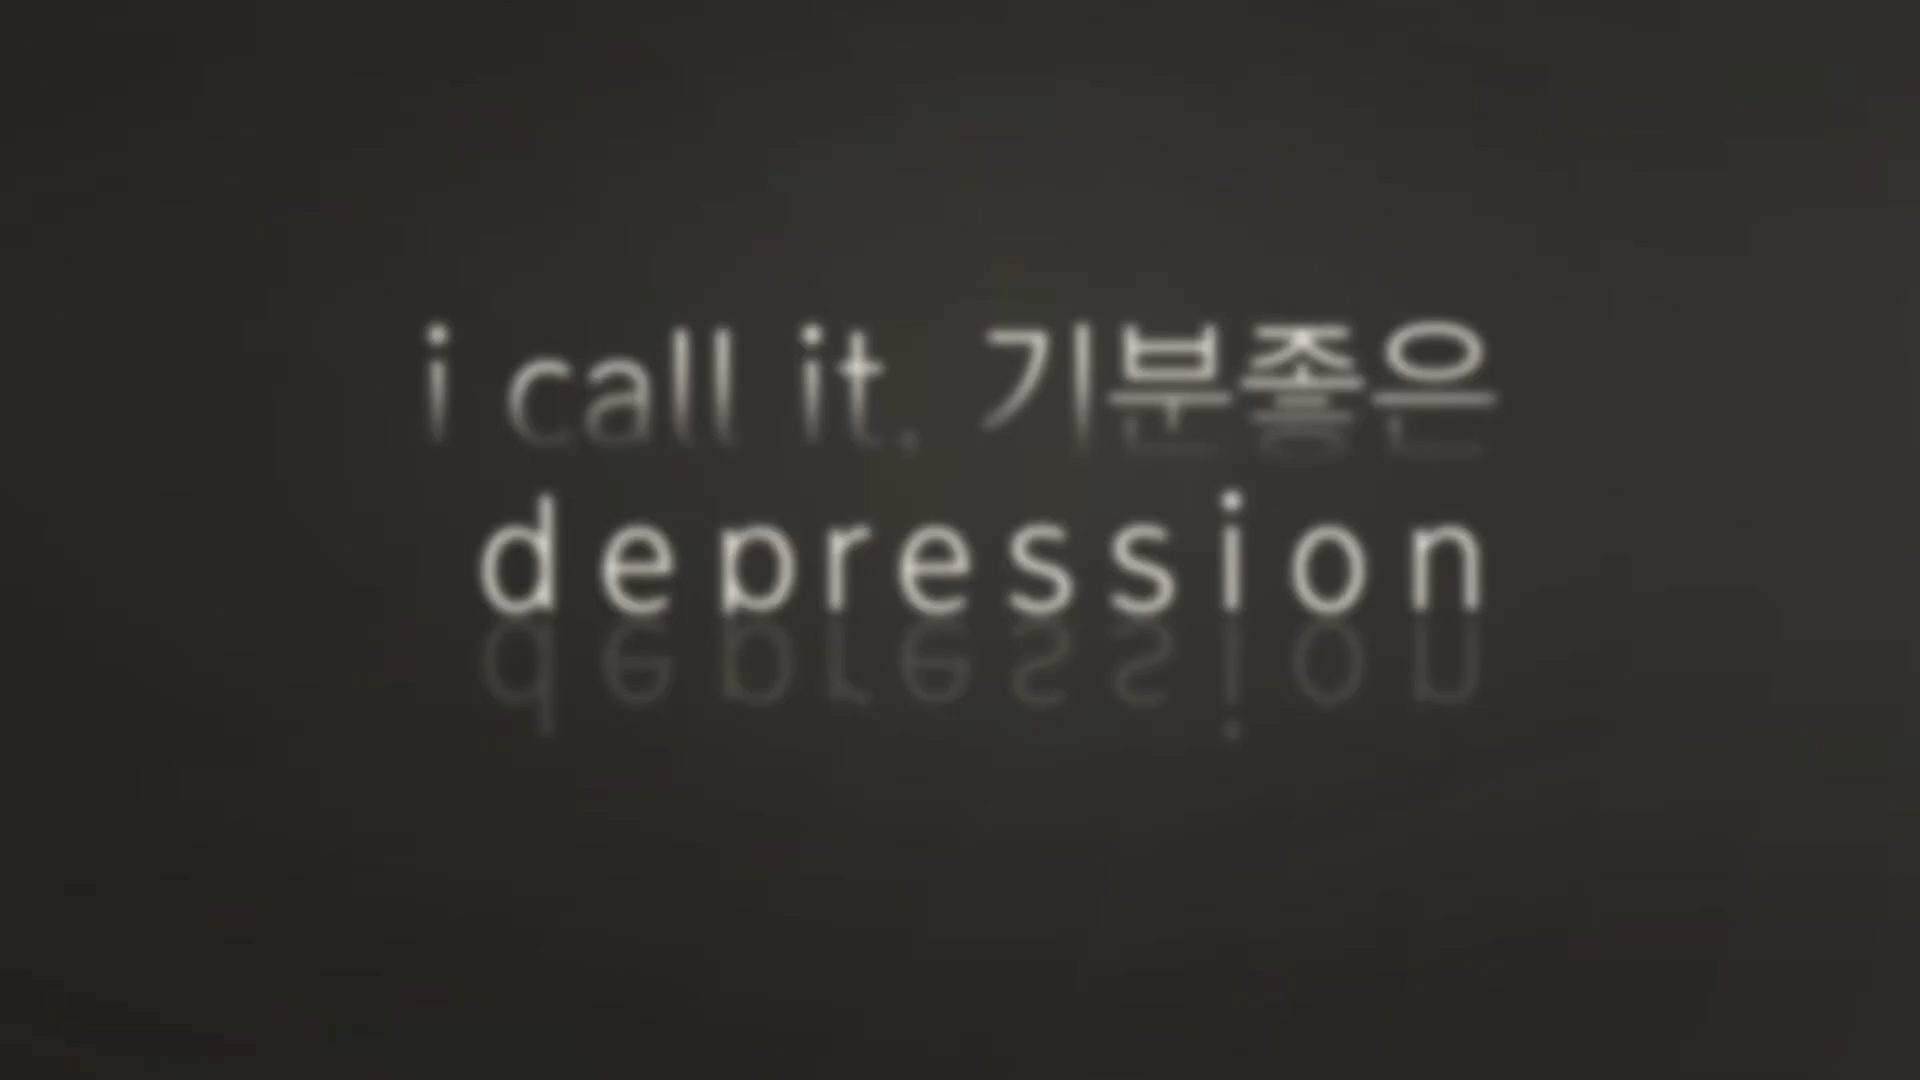 i call it. 기분좋은
depression